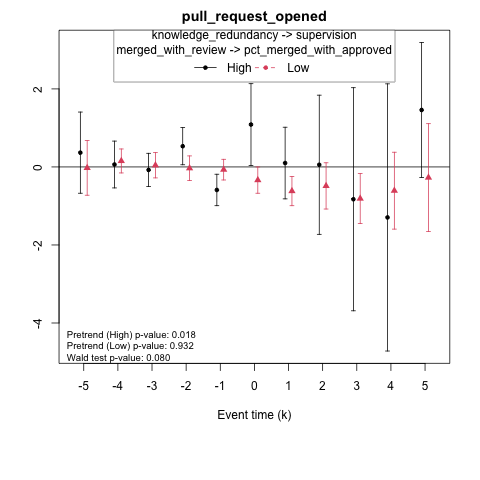 pull_request_opened
knowledge_redundancy -> supervision
merged_with_review -> pct_merged_with_approved
High Low
2
0
-2
-4
Pretrend (High) p-value: 0.018
Pretrend (Low) p-value: 0.932
Wald test p-value: 0.080
-5 -4 -3 -2 -1 0 1 2 3 4 5
Event time (k)